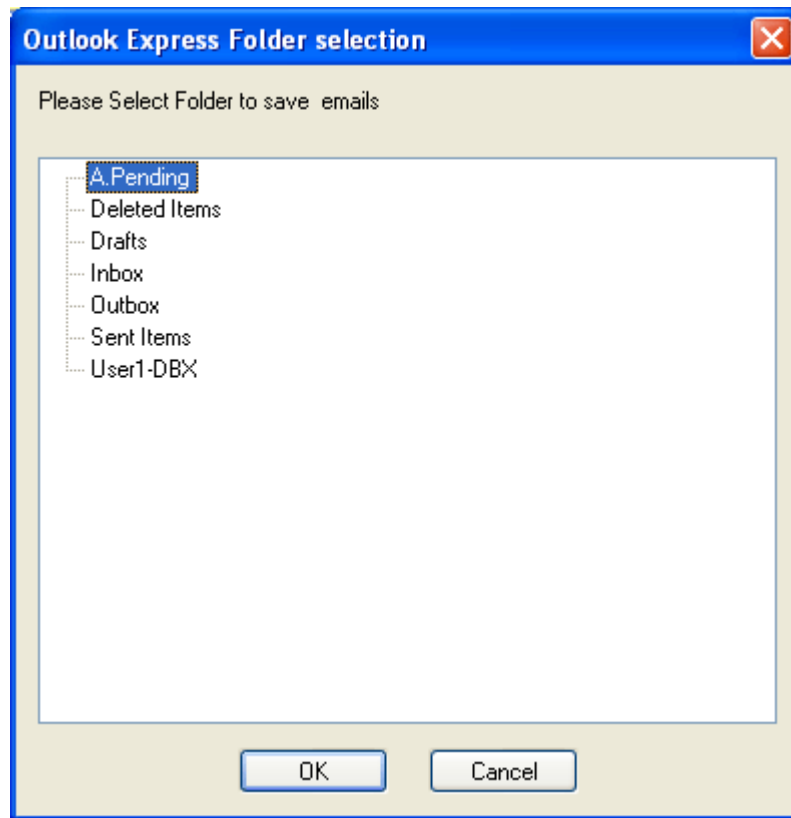 Outlook Express Folder selection
Please Select Folder to save  emails
A.Pending
Deleted Items
Drafts
Inbox
Outbox
Sent Items
User1-DBX
OK Cancel